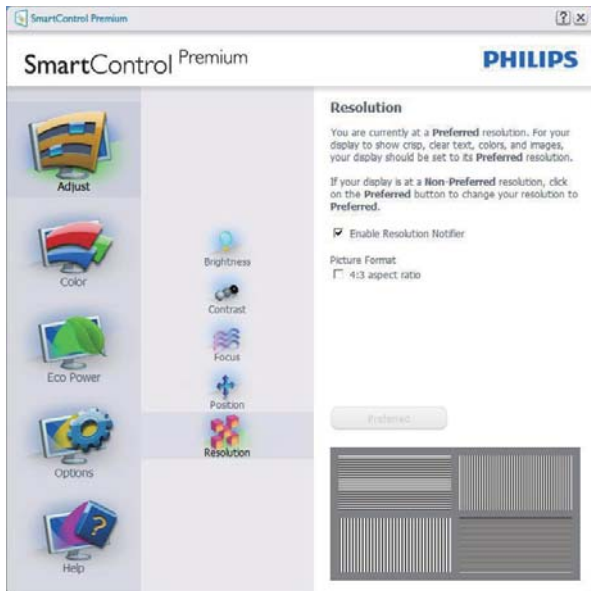 SmartControl Premium
SmartControl Premium
PHILIPS
Adjust
Color
Eco Power
Options
Help
Brightness
Contrast
Focus
Position
Resolution
Resolution
You are currently at a Preferred resolution. For your
display to show crisp, clear text, colors, and images,
your display should be set to its Preferred resolution.
If your display is at a Non-Preferred resolution, click
on the Preferred button to change your resolution to
Preferred.
Enable Resolution Notifier
Picture Format
4:3 aspect ratio
Preferred